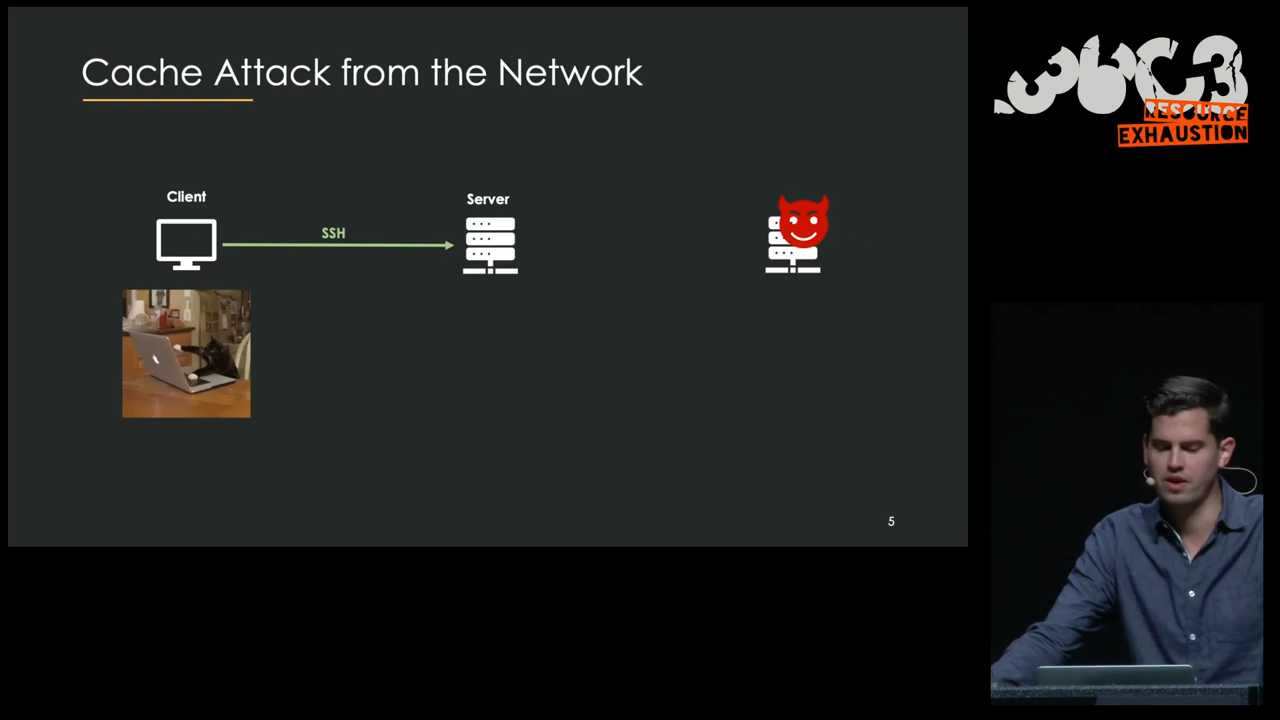 Cache Attack from the Network
Client
Server
SSH
5
36C3
RESOURCE
EXHAUSTION